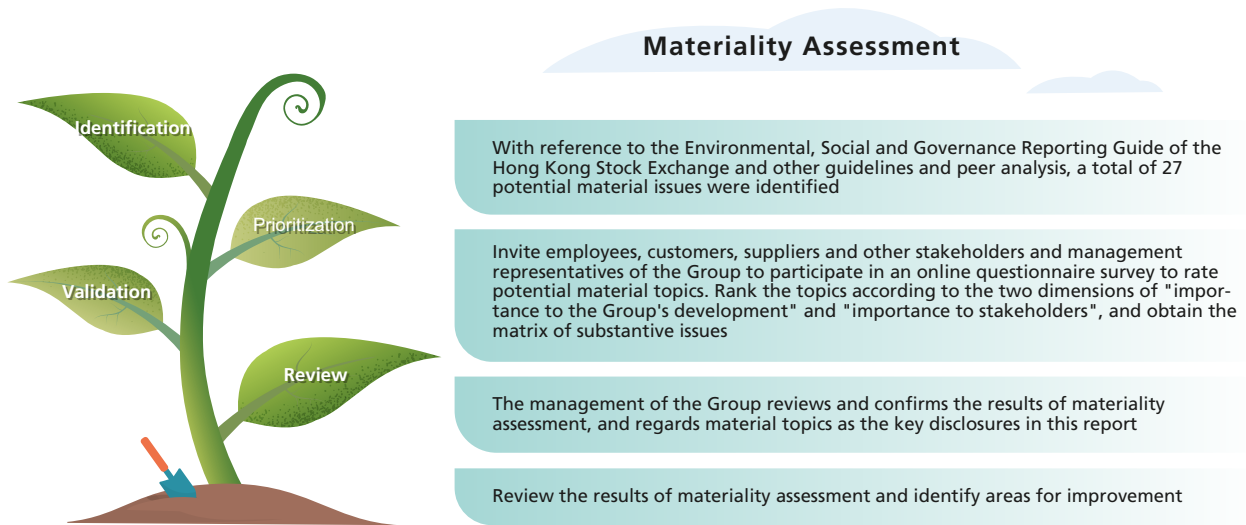 Materiality Assessment
Identification
With reference to the Environmental, Social and Governance Reporting Guide of the
Hong Kong Stock Exchange and other guidelines and peer analysis, a total of 27
potential material issues were identified
Prioritization
Invite employees, customers, suppliers and other stakeholders and management
representatives of the Group to participate in an online questionnaire survey to rate
potential material topics. Rank the topics according to the two dimensions of "impor-
tance to the Group's development" and "importance to stakeholders", and obtain the
matrix of substantive issues
Validation
The management of the Group reviews and confirms the results of materiality
assessment, and regards material topics as the key disclosures in this report
Review
Review the results of materiality assessment and identify areas for improvement